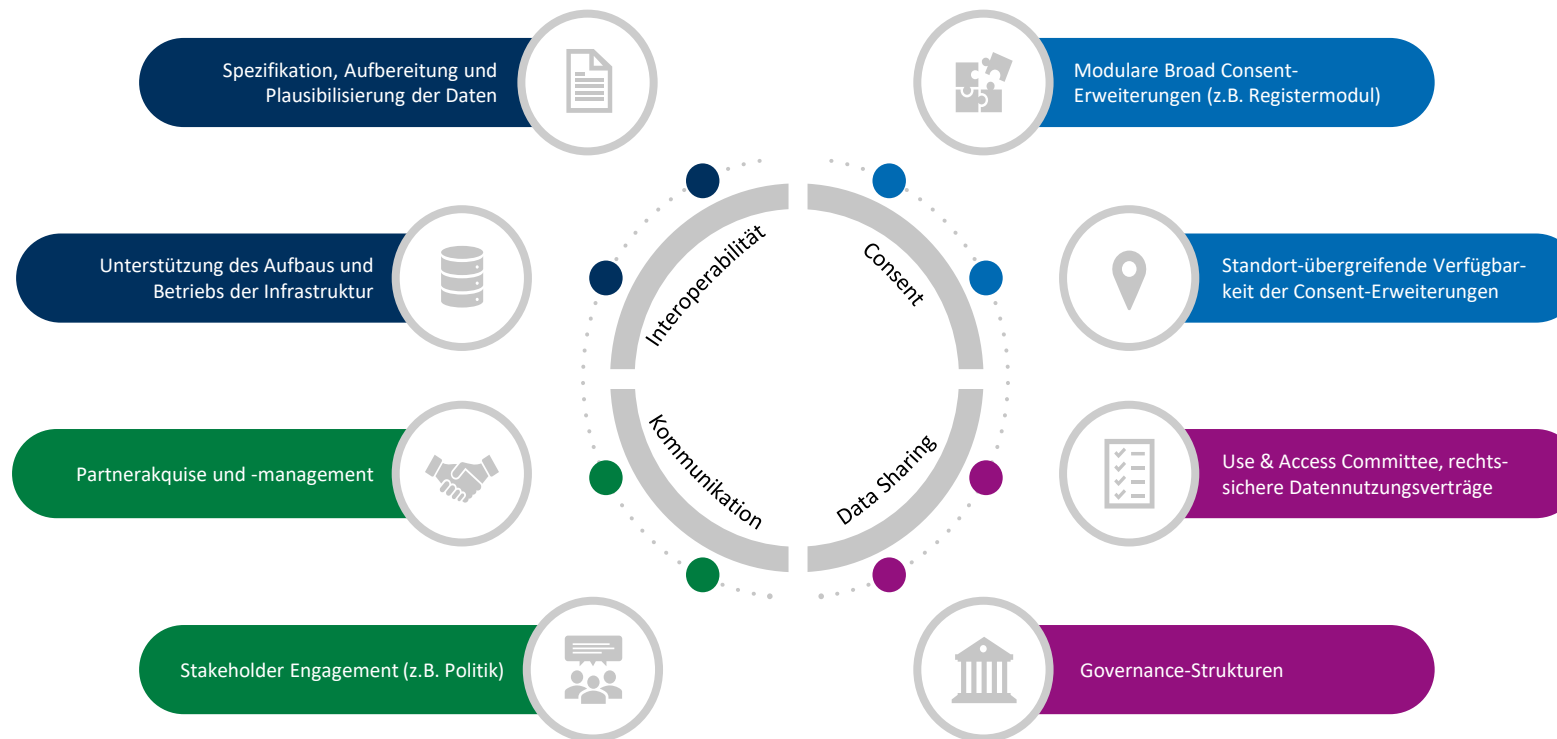 Spezifikation, Aufbereitung und
Plausibilisierung der Daten
Modulare Broad Consent-
Erweiterungen (z.B. Registermodul)
Unterstützung des Aufbaus und
Betriebs der Infrastruktur
Interoperabilität
Consent
Standort-übergreifende Verfügbar-
keit der Consent-Erweiterungen
Partnerakquise und -management
Kommunikation
Data Sharing
Use & Access Committee, rechts-
sichere Datennutzungsverträge
Stakeholder Engagement (z.B. Politik)
Governance-Strukturen